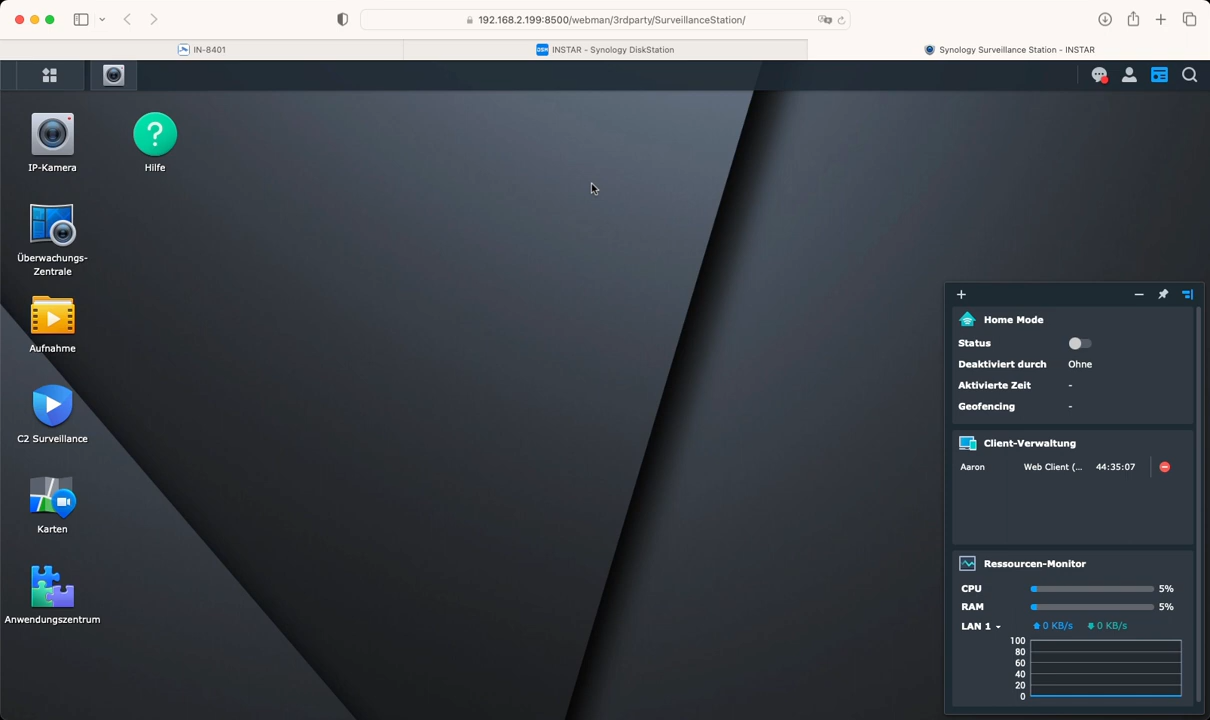 192.168.2.199:8500/webman/3rdparty/SurveillanceStation/
IN-8401
DSM INSTAR - Synology DiskStation
Synology Surveillance Station - INSTAR
IP-Kamera
? Hilfe
Überwachungs-
Zentrale
Aufnahme
C2 Surveillance
Karten
Anwendungszentrum
Home Mode
Status
Deaktiviert durch Ohne
Aktivierte Zeit -
Geofencing -
Client-Verwaltung
Aaron Web Client (... 44:35:07
Ressourcen-Monitor
CPU 5%
RAM 5%
LAN 1 0 KB/s 0 KB/s
100
80
60
40
20
0